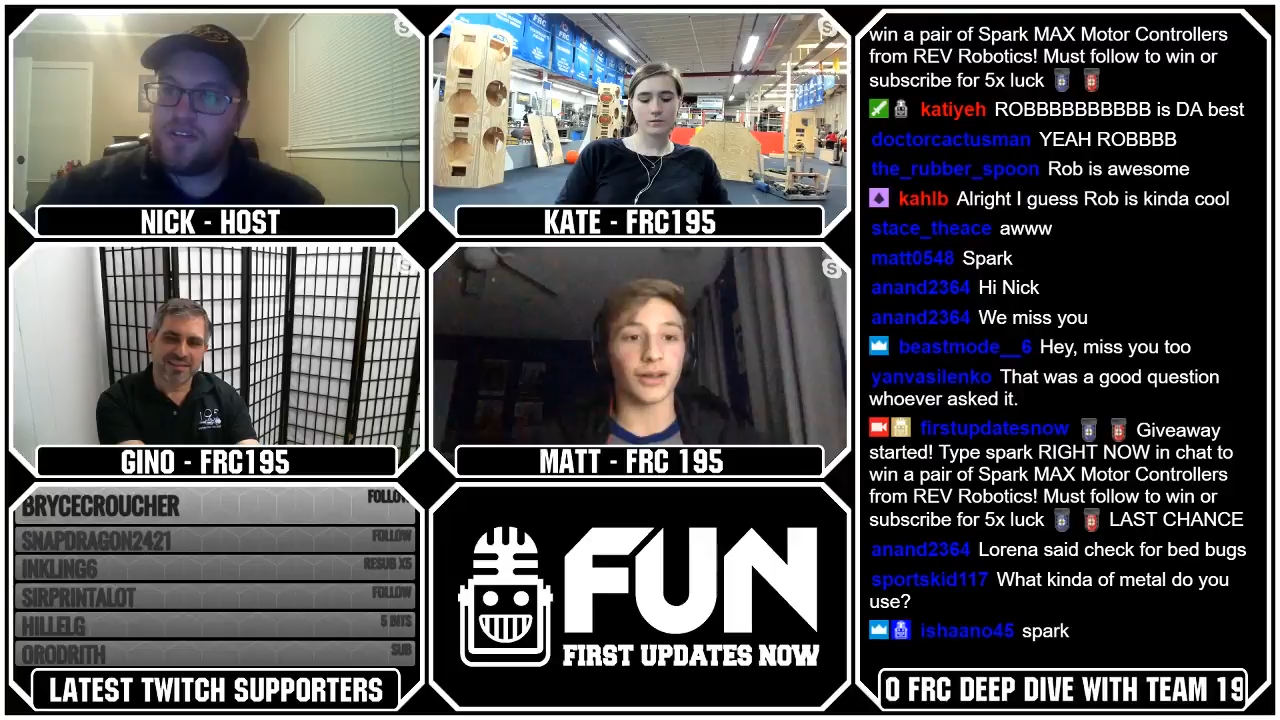 FRC
NICK - HOST
KATE - FRC195
195
GINO - FRC195
MATT - FRC 195
BRYCECROUCHER FOLLOW
SNAPDRAGON2421 FOLLOW
INKLING6 RESUB X5
SIRPRINTALOT FOLLOW
HILLELG 5 BITS
ORODRITH SUB
LATEST TWITCH SUPPORTERS
FUN
FIRST UPDATES NOW
win a pair of Spark MAX Motor Controllers
from REV Robotics! Must follow to win or
subscribe for 5x luck
katiyeh ROBBBBBBBBBB is DA best
doctorcactusman YEAH ROBBBB
the_rubber_spoon Rob is awesome
kahlb Alright I guess Rob is kinda cool
stace_theace awww
matt0548 Spark
anand2364 Hi Nick
anand2364 We miss you
beastmode__6 Hey, miss you too
yanvasilenko That was a good question
whoever asked it.
firstupdatesnow Giveaway
started! Type spark RIGHT NOW in chat to
win a pair of Spark MAX Motor Controllers
from REV Robotics! Must follow to win or
subscribe for 5x luck LAST CHANCE
anand2364 Lorena said check for bed bugs
sportskid117 What kinda of metal do you
use?
ishaano45 spark
0 FRC DEEP DIVE WITH TEAM 19